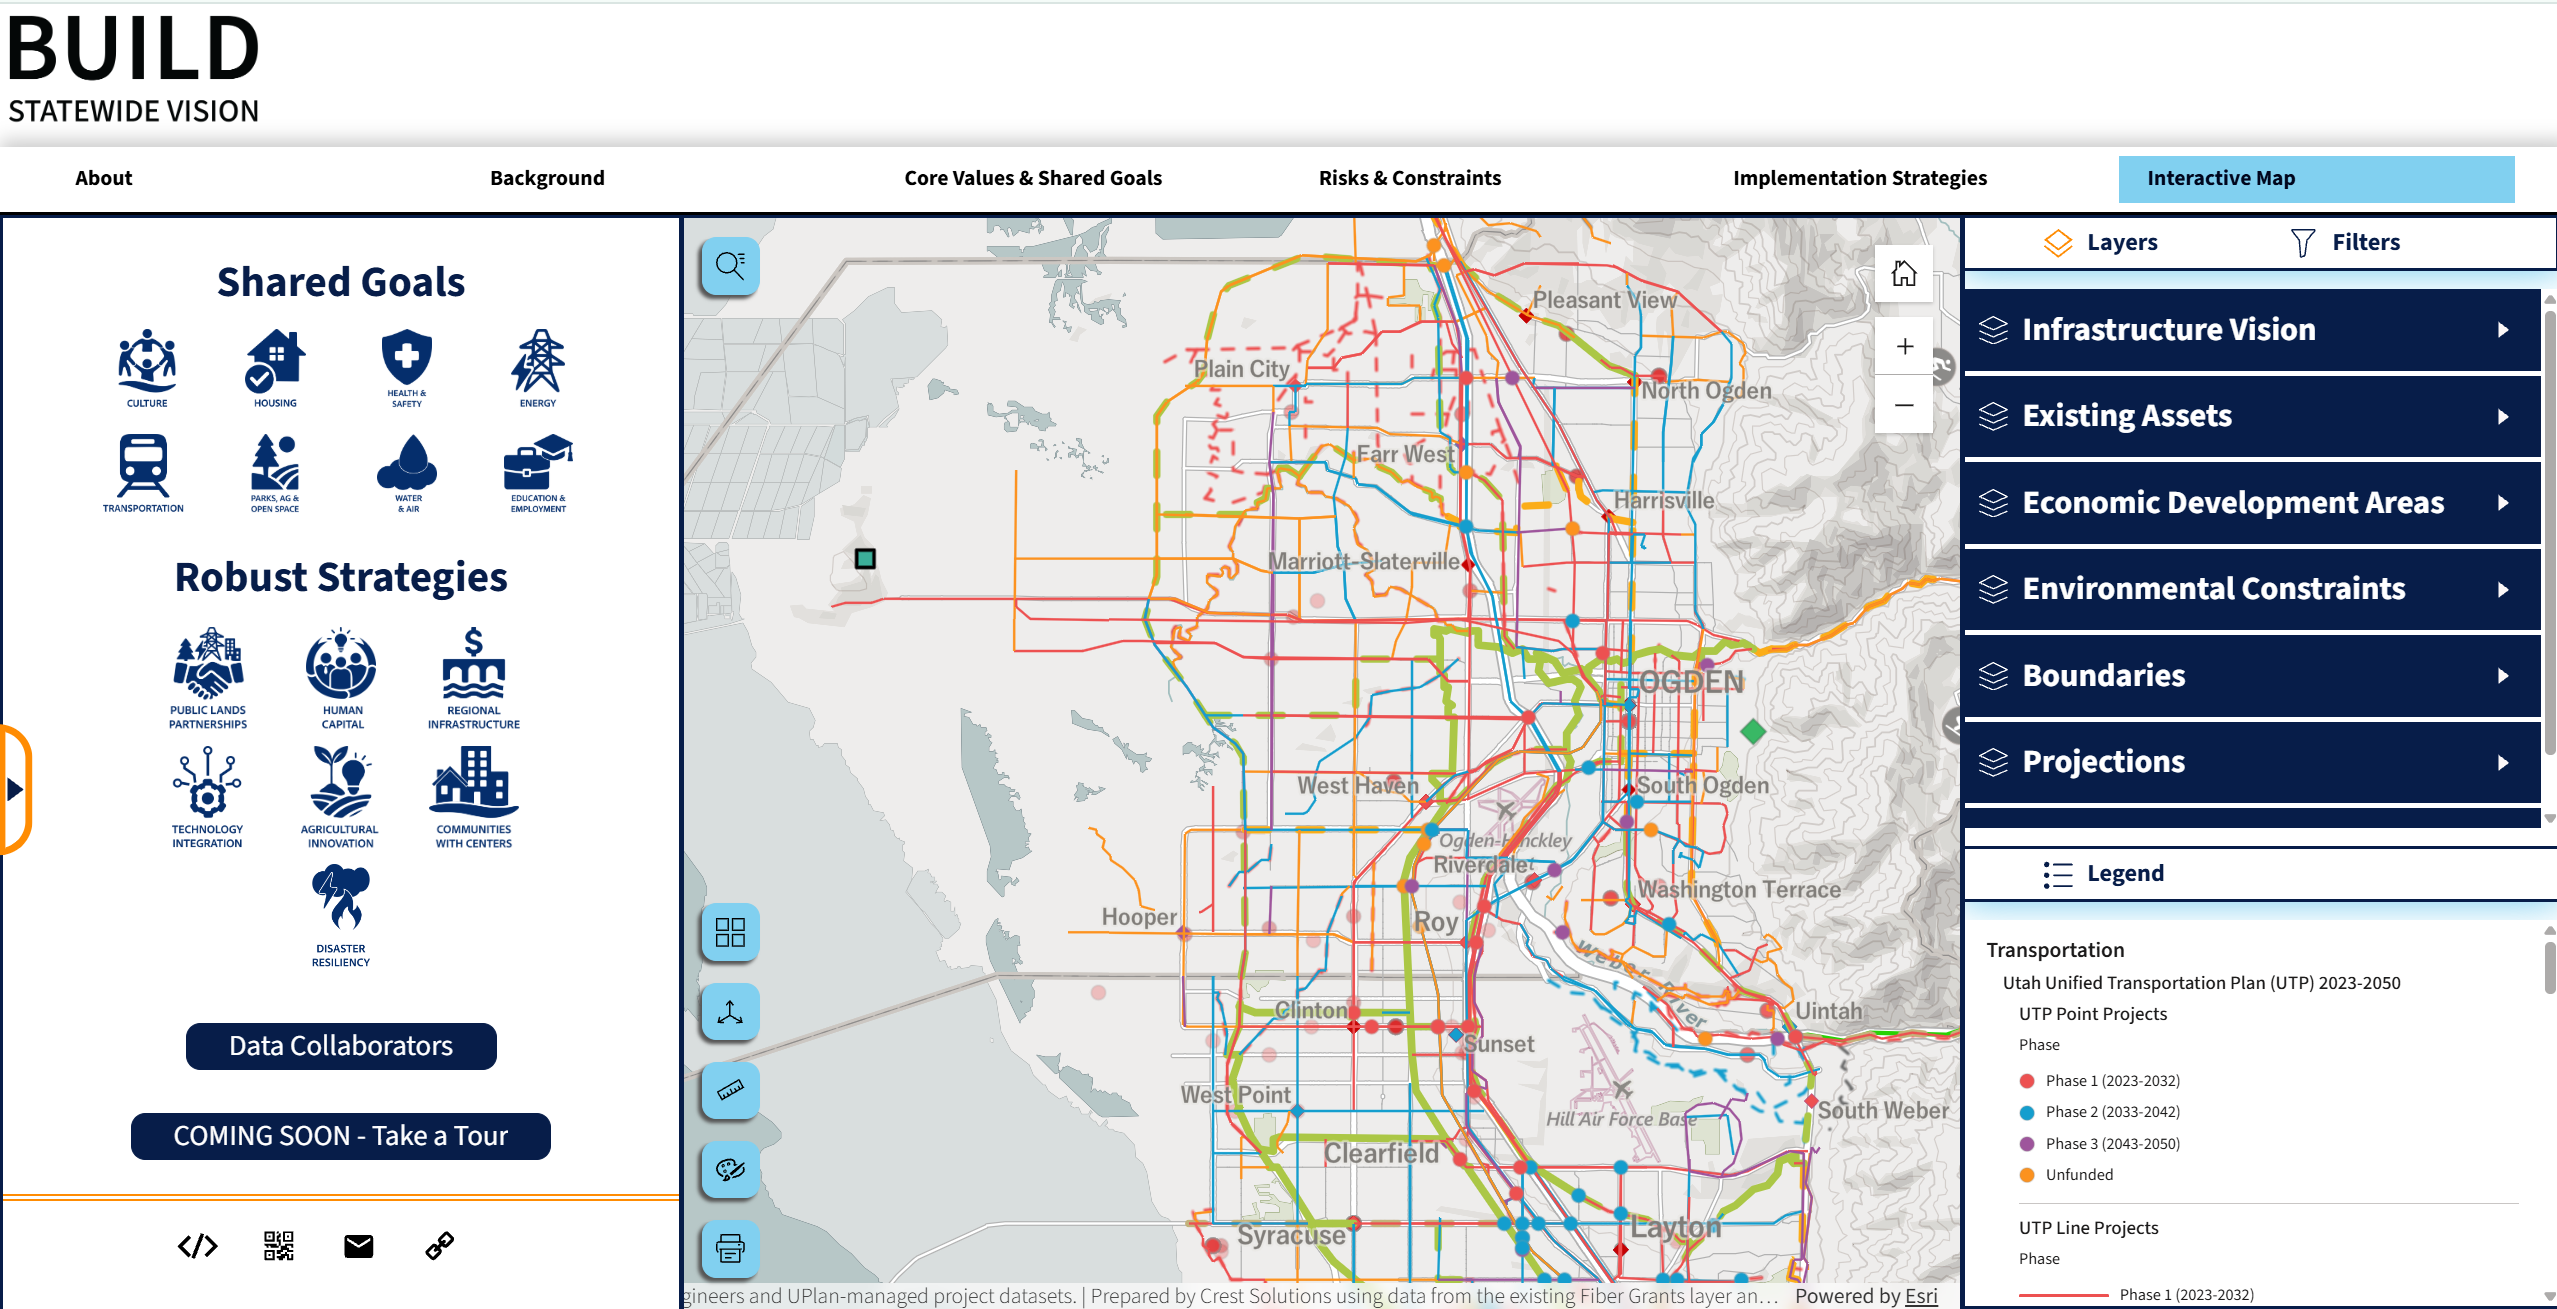 BUILD
STATEWIDE VISION
About
Background
Core Values & Shared Goals
Risks & Constraints
Implementation Strategies
Interactive Map
Shared Goals
CULTURE
HOUSING
HEALTH &
SAFETY
ENERGY
TRANSPORTATION
PARKS, AG &
OPEN SPACE
WATER
& AIR
EDUCATION &
EMPLOYMENT
Robust Strategies
PUBLIC LANDS
PARTNERSHIPS
HUMAN
CAPITAL
REGIONAL
INFRASTRUCTURE
TECHNOLOGY
INTEGRATION
AGRICULTURAL
INNOVATION
COMMUNITIES
WITH CENTERS
DISASTER
RESILIENCY
Data Collaborators
COMING SOON - Take a Tour
Pleasant View
Plain City
North Ogden
Farr West
Harrisville
Marriott-Slaterville
OGDEN
West Haven
South Ogden
Ogden-Hinckley
Riverdale
Washington Terrace
Hooper
Roy
Weber River
Clinton
Uintah
Sunset
West Point
South Weber
Hill Air Force Base
Clearfield
Syracuse
Layton
gineers and UPlan-managed project datasets. | Prepared by Crest Solutions using data from the existing Fiber Grants layer an...
Powered by Esri
Layers
Filters
Infrastructure Vision
Existing Assets
Economic Development Areas
Environmental Constraints
Boundaries
Projections
Legend
Transportation
Utah Unified Transportation Plan (UTP) 2023-2050
UTP Point Projects
Phase
Phase 1 (2023-2032)
Phase 2 (2033-2042)
Phase 3 (2043-2050)
Unfunded
UTP Line Projects
Phase
Phase 1 (2023-2032)